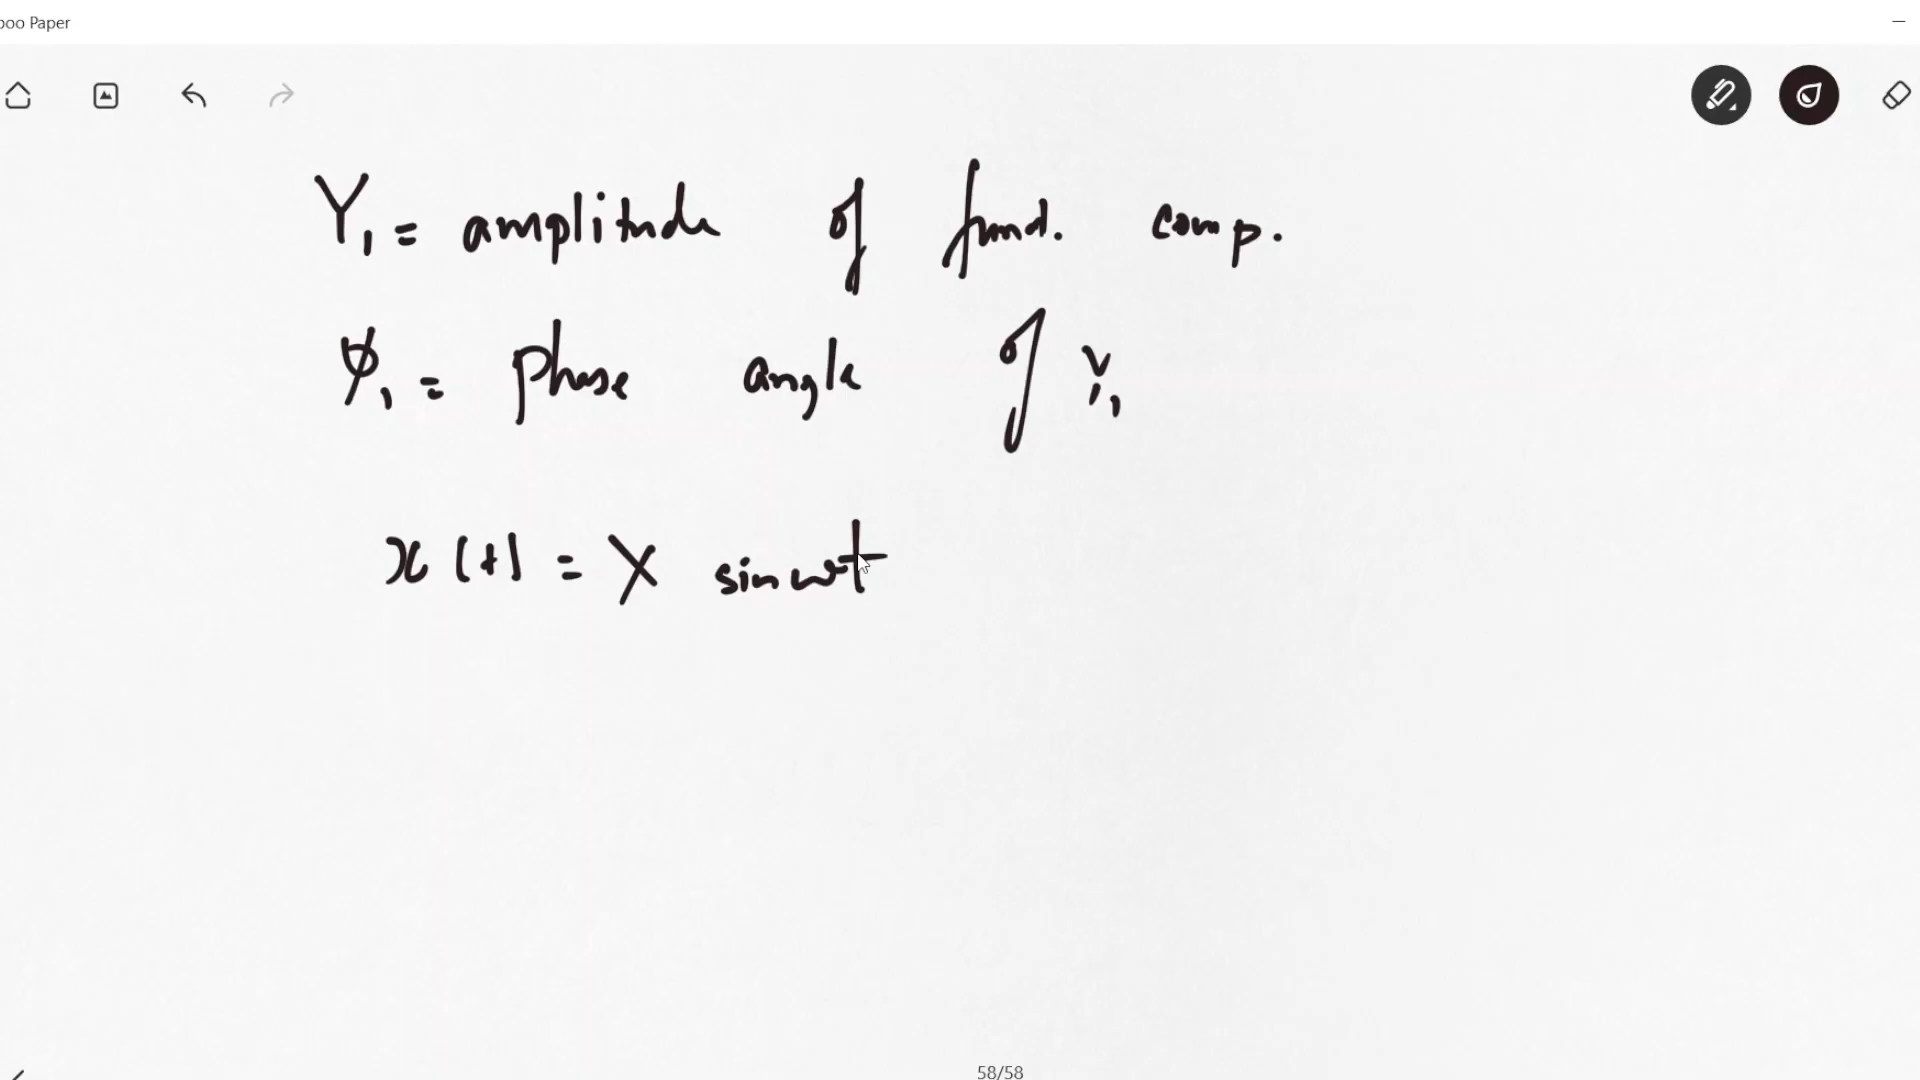 boo Paper
Y₁ = amplitude of fund. comp.
φ₁ = phase angle of Y₁
x(t) = X sinωt
58/58